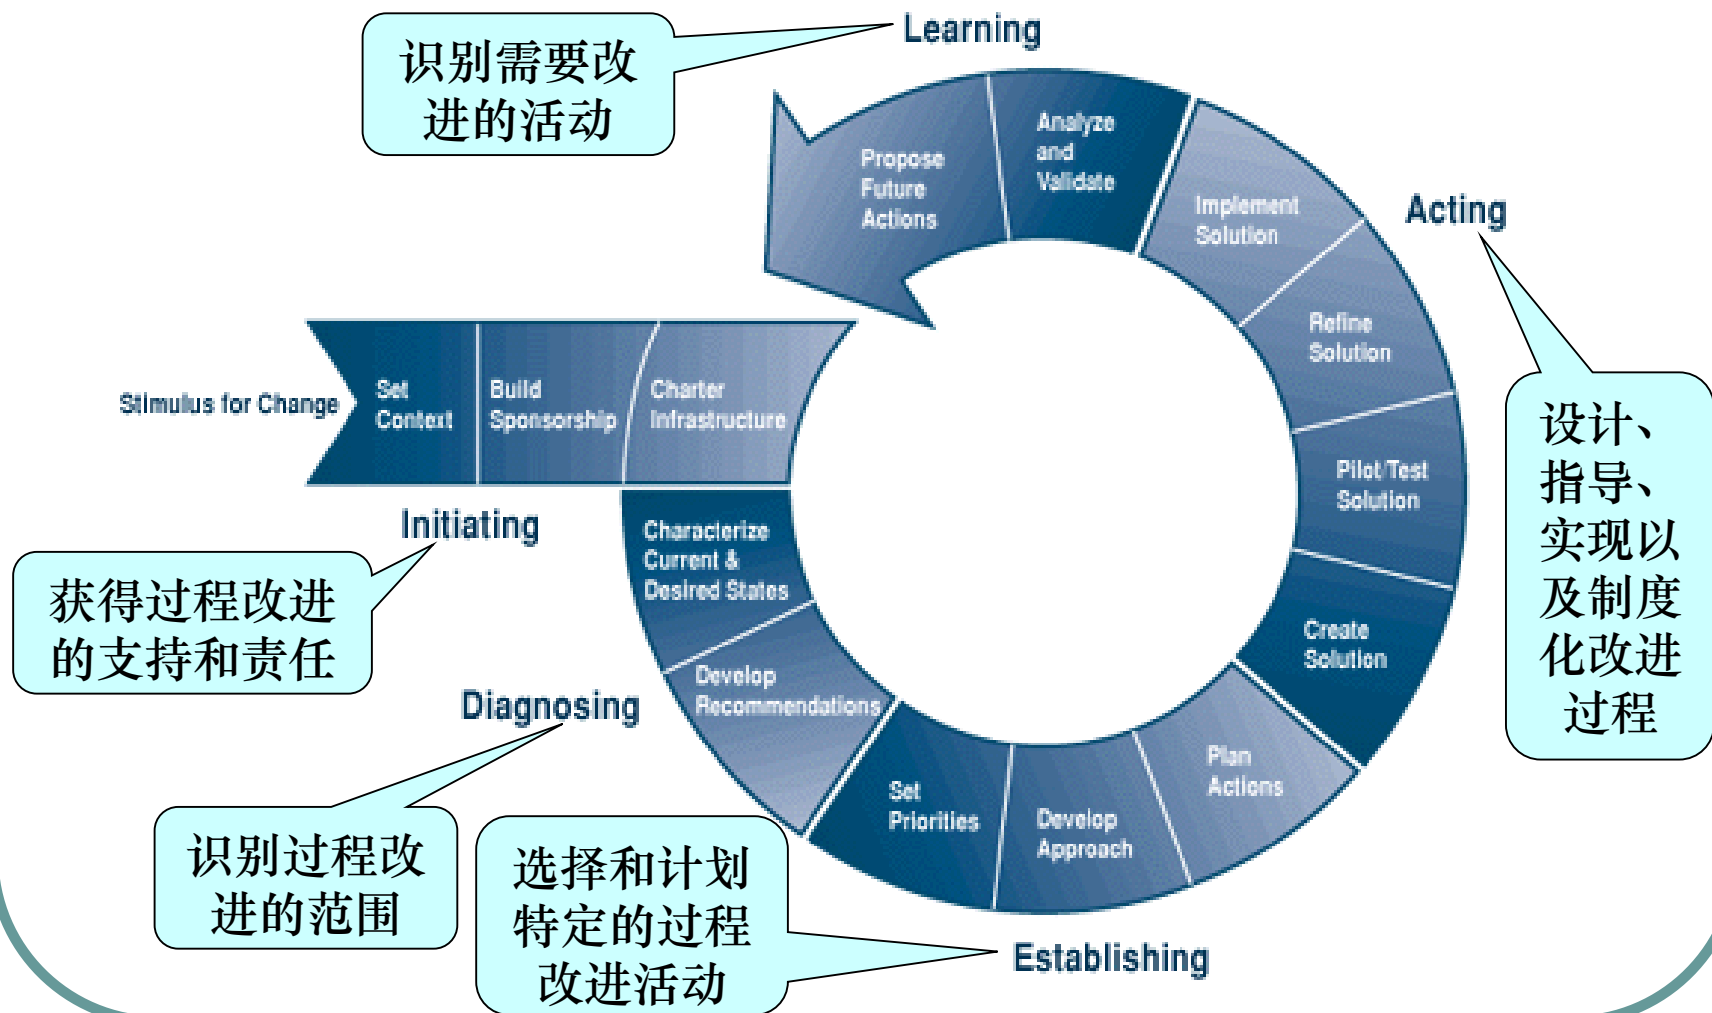 Learning
识别需要改
进的活动
Analyze
and
Validate
Propose
Future
Actions
Implement
Solution
Acting
Refine
Solution
Stimulus for Change
Set
Context
Build
Sponsorship
Charter
Infrastructure
设计、
指导、
实现以
及制度
化改进
过程
Pilot/Test
Solution
Initiating
Characterize
Current &
Desired States
获得过程改进
的支持和责任
Create
Solution
Develop
Recommendations
Diagnosing
Plan
Actions
Set
Priorities
Develop
Approach
识别过程改
进的范围
选择和计划
特定的过程
改进活动
Establishing